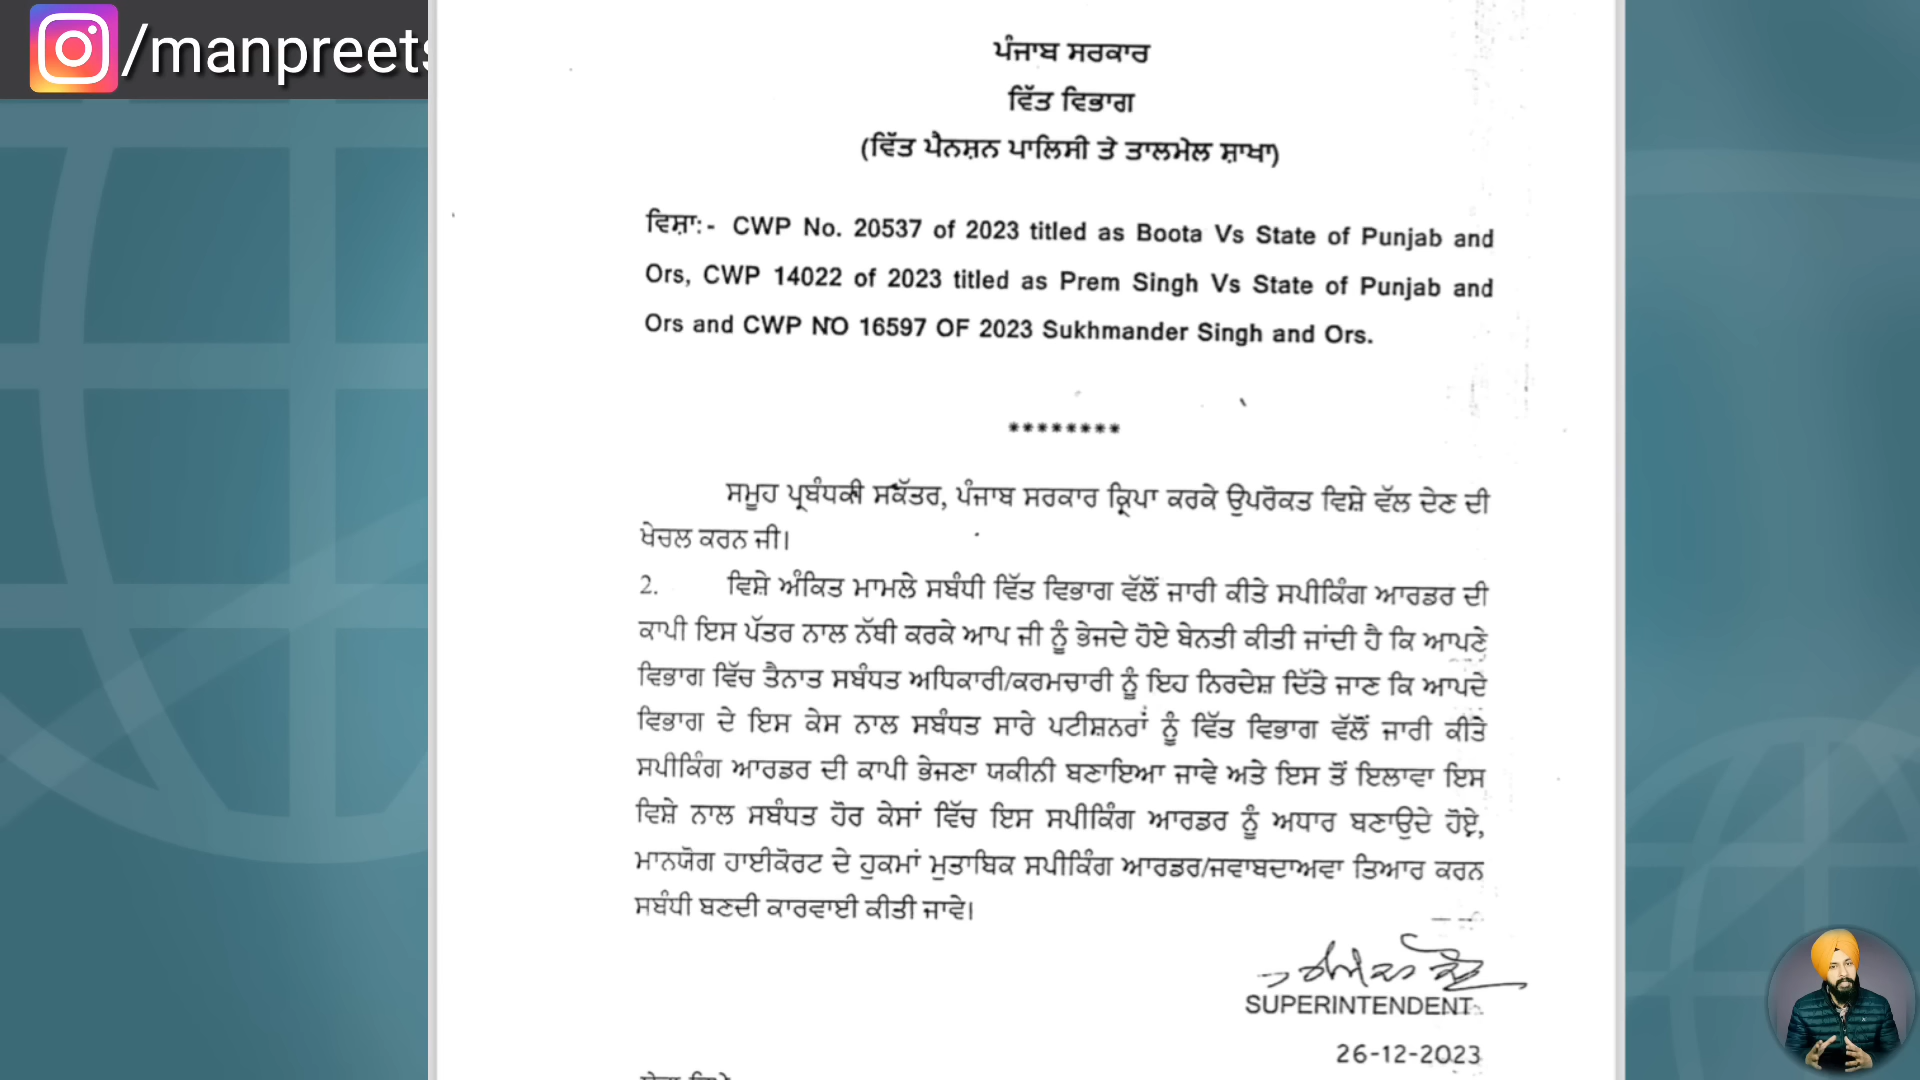 /manpreets
ਪੰਜਾਬ ਸਰਕਾਰ
ਵਿੱਤ ਵਿਭਾਗ
(ਵਿੱਤ ਪੈਨਸ਼ਨ ਪਾਲਿਸੀ ਤੇ ਤਾਲਮੇਲ ਸ਼ਾਖਾ)
ਵਿਸ਼ਾ:- CWP No. 20537 of 2023 titled as Boota Vs State of Punjab and
Ors, CWP 14022 of 2023 titled as Prem Singh Vs State of Punjab and
Ors and CWP NO 16597 OF 2023 Sukhmander Singh and Ors.
********
ਸਮੂਹ ਪ੍ਰਬੰਧਕੀ ਸਕੱਤਰ, ਪੰਜਾਬ ਸਰਕਾਰ ਕ੍ਰਿਪਾ ਕਰਕੇ ਉਪਰੋਕਤ ਵਿਸ਼ੇ ਵੱਲ ਦੇਣ ਦੀ
ਖੇਚਲ ਕਰਨ ਜੀ।
2. ਵਿਸ਼ੇ ਅੰਕਿਤ ਮਾਮਲੇ ਸਬੰਧੀ ਵਿੱਤ ਵਿਭਾਗ ਵੱਲੋਂ ਜਾਰੀ ਕੀਤੇ ਸਪੀਕਿੰਗ ਆਰਡਰ ਦੀ
ਕਾਪੀ ਇਸ ਪੱਤਰ ਨਾਲ ਨੱਥੀ ਕਰਕੇ ਆਪ ਜੀ ਨੂੰ ਭੇਜਦੇ ਹੋਏ ਬੇਨਤੀ ਕੀਤੀ ਜਾਂਦੀ ਹੈ ਕਿ ਆਪਣੇ
ਵਿਭਾਗ ਵਿੱਚ ਤੈਨਾਤ ਸਬੰਧਤ ਅਧਿਕਾਰੀ/ਕਰਮਚਾਰੀ ਨੂੰ ਇਹ ਨਿਰਦੇਸ਼ ਦਿੱਤੇ ਜਾਣ ਕਿ ਆਪਦੇ
ਵਿਭਾਗ ਦੇ ਇਸ ਕੇਸ ਨਾਲ ਸਬੰਧਤ ਸਾਰੇ ਪਟੀਸ਼ਨਰਾਂ ਨੂੰ ਵਿੱਤ ਵਿਭਾਗ ਵੱਲੋਂ ਜਾਰੀ ਕੀਤੇ
ਸਪੀਕਿੰਗ ਆਰਡਰ ਦੀ ਕਾਪੀ ਭੇਜਣਾ ਯਕੀਨੀ ਬਣਾਇਆ ਜਾਵੇ ਅਤੇ ਇਸ ਤੋਂ ਇਲਾਵਾ ਇਸ
ਵਿਸ਼ੇ ਨਾਲ ਸਬੰਧਤ ਹੋਰ ਕੇਸਾਂ ਵਿੱਚ ਇਸ ਸਪੀਕਿੰਗ ਆਰਡਰ ਨੂੰ ਅਧਾਰ ਬਣਾਉਂਦੇ ਹੋਏ,
ਮਾਨਯੋਗ ਹਾਈਕੋਰਟ ਦੇ ਹੁਕਮਾਂ ਮੁਤਾਬਿਕ ਸਪੀਕਿੰਗ ਆਰਡਰ/ਜਵਾਬਦਾਅਵਾ ਤਿਆਰ ਕਰਨ
ਸਬੰਧੀ ਬਣਦੀ ਕਾਰਵਾਈ ਕੀਤੀ ਜਾਵੇ।
SUPERINTENDENT
26-12-2023